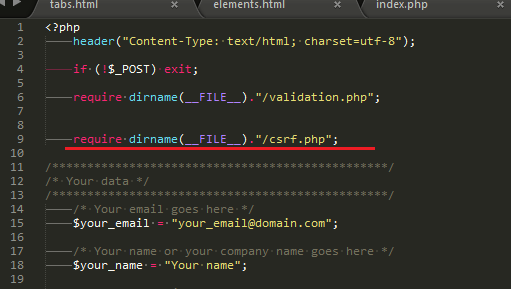 tabs.html × elements.html × index.php
1 <?php
2 header("Content-Type: text/html; charset=utf-8");
3
4 if (!$_POST) exit;
5
6 require dirname(__FILE__)."/validation.php";
7
8
9 require dirname(__FILE__)."/csrf.php";
10
11 /************************************************/
12 /* Your data */
13 /************************************************/
14 /* Your email goes here */
15 $your_email = "your_email@domain.com";
16
17 /* Your name or your company name goes here */
18 $your_name = "Your name";
19